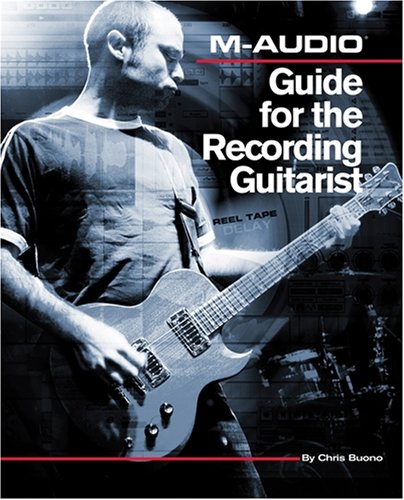 M-AUDIO®
Guide
for the
Recording
Guitarist
REEL TAPE
DELAY
By Chris Buono